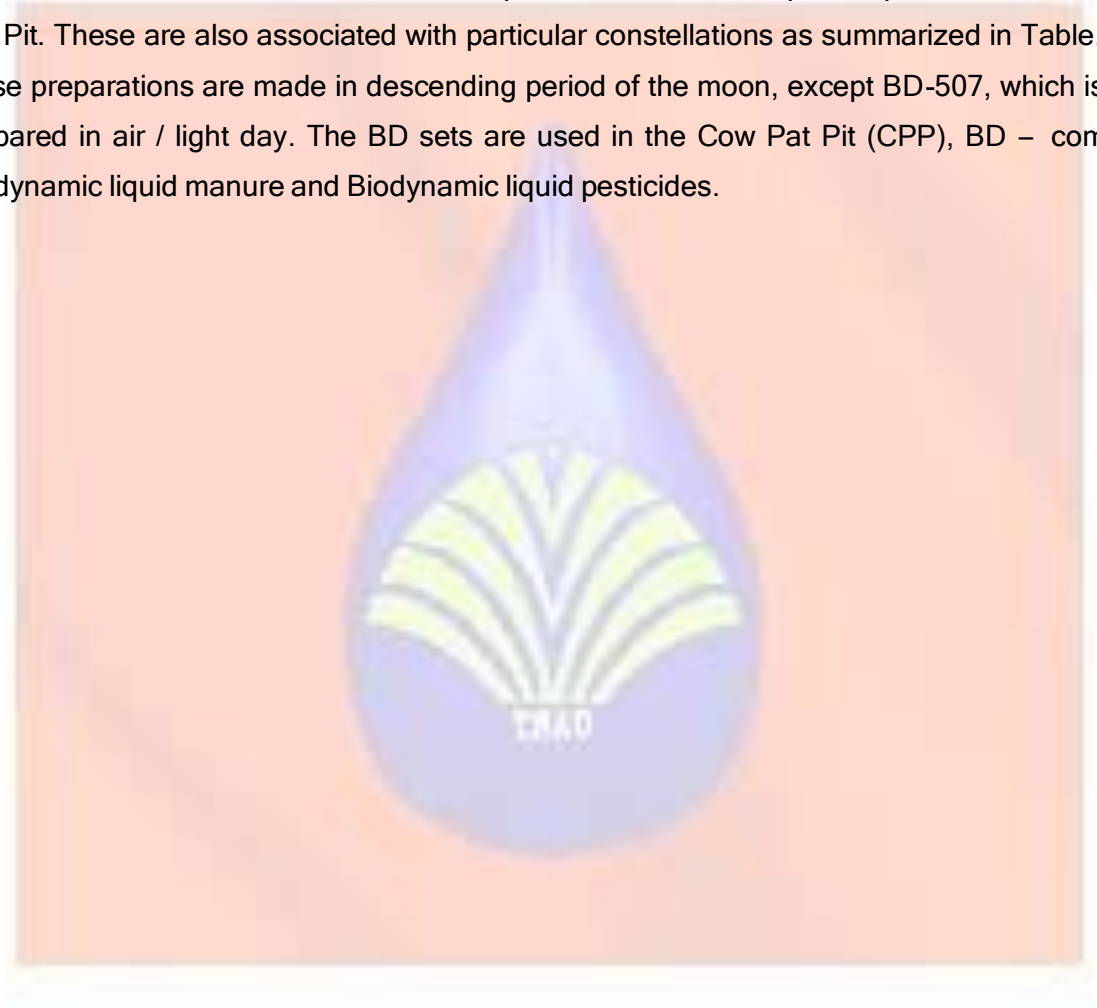 Pit. These are also associated with particular constellations as summarized in Table.
se preparations are made in descending period of the moon, except BD-507, which is
pared in air / light day. The BD sets are used in the Cow Pat Pit (CPP), BD – com
dynamic liquid manure and Biodynamic liquid pesticides.